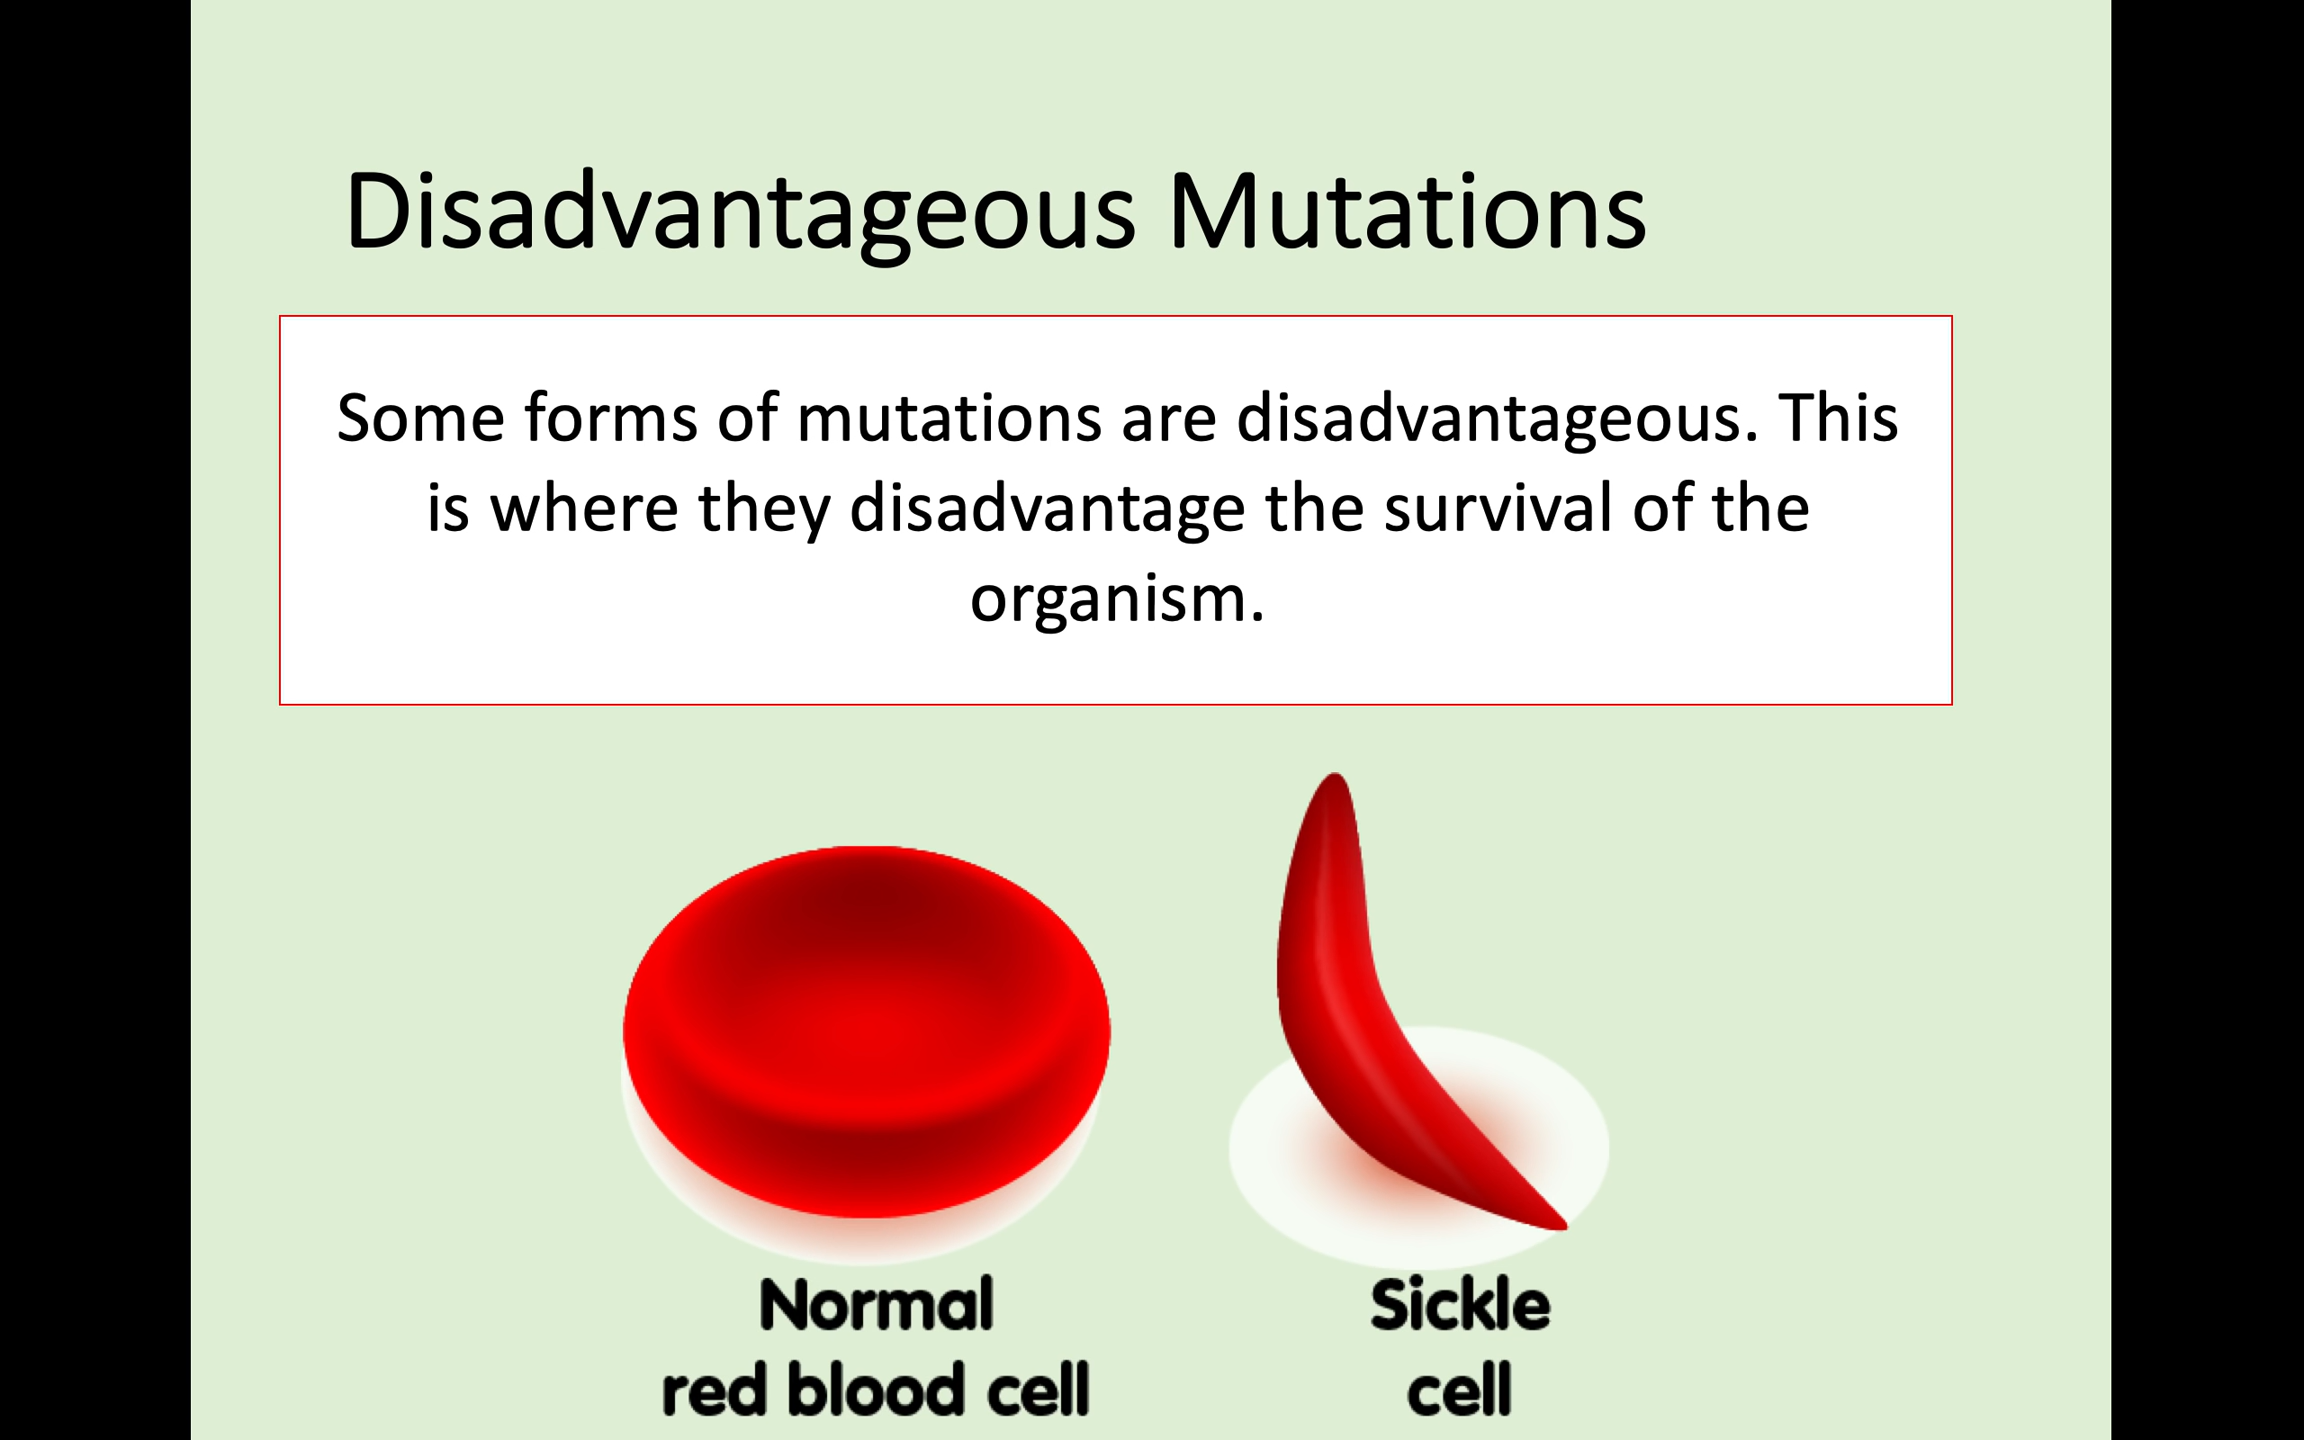 Disadvantageous Mutations
Some forms of mutations are disadvantageous. This
is where they disadvantage the survival of the
organism.
Normal
red blood cell
Sickle
cell